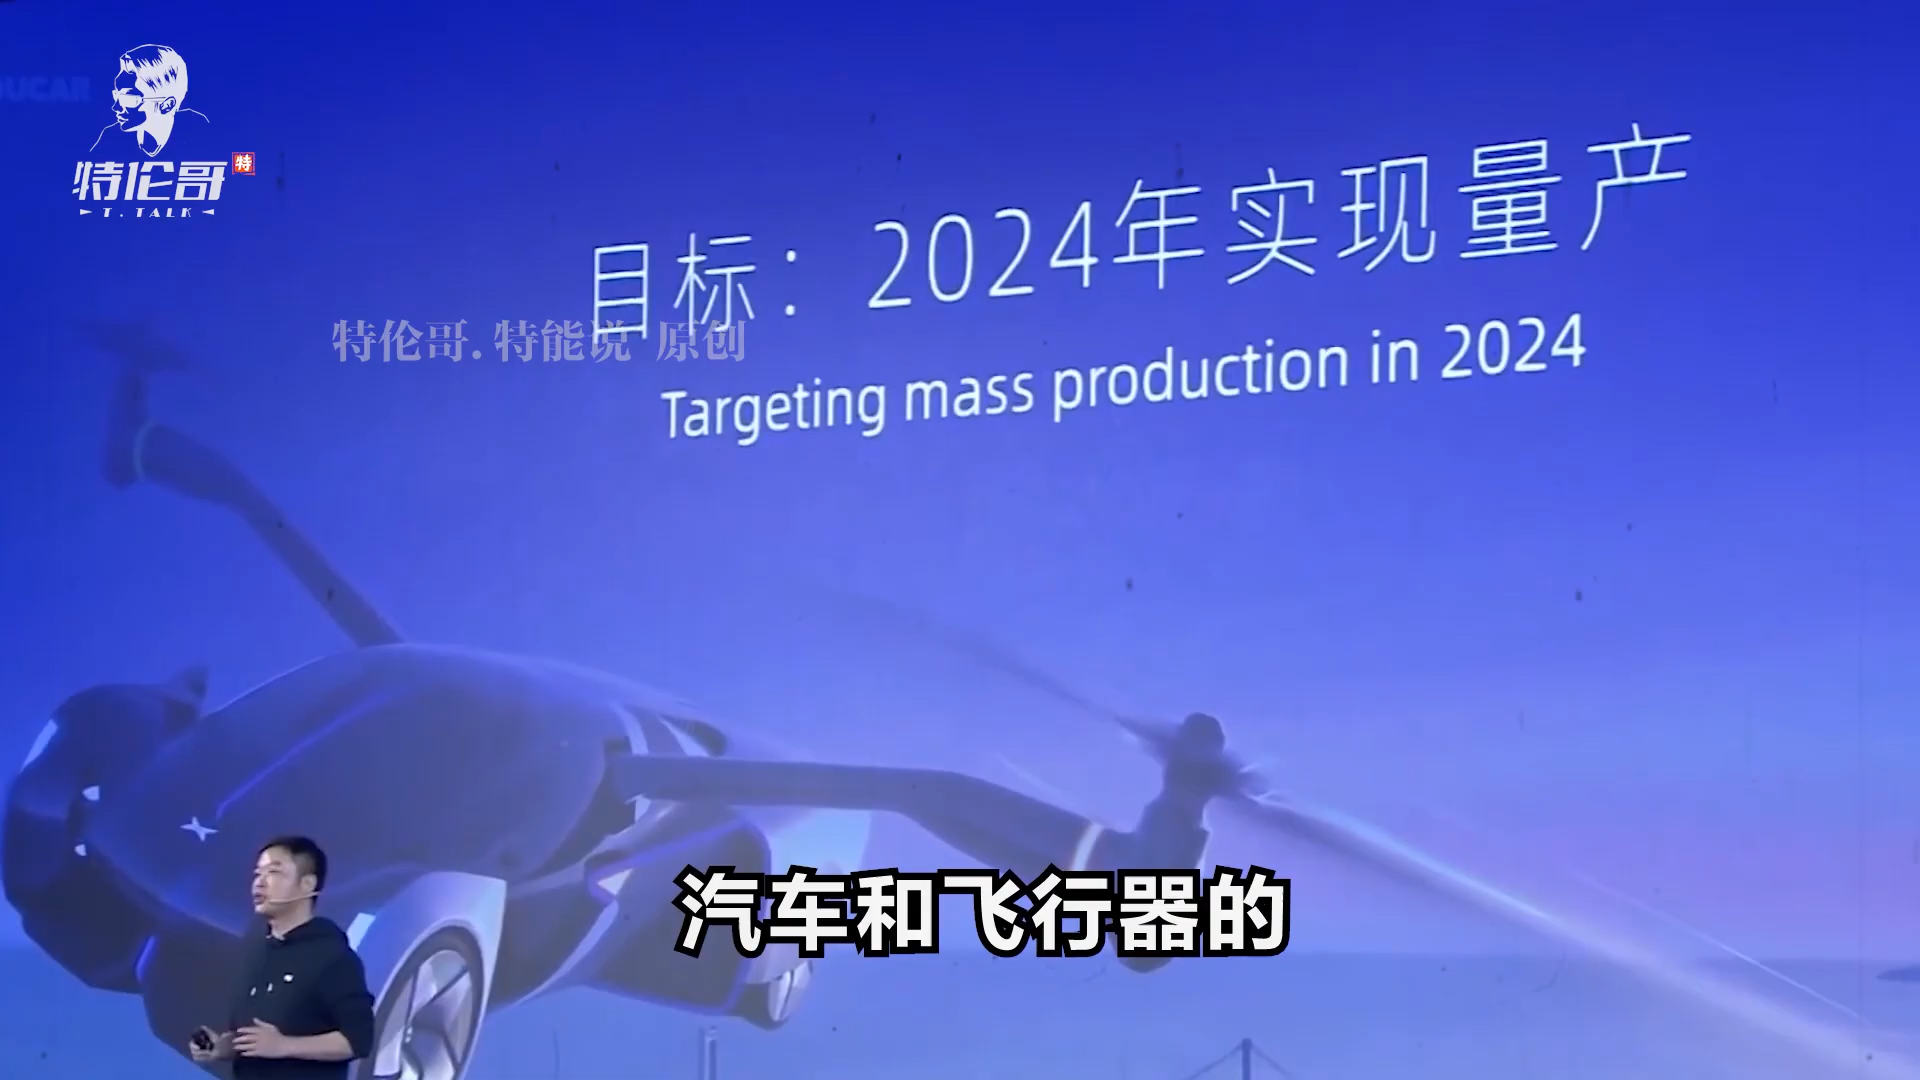 特伦哥
特
T. TALK
目标：2024年实现量产
特伦哥.特能说 原创
Targeting mass production in 2024
汽车和飞行器的